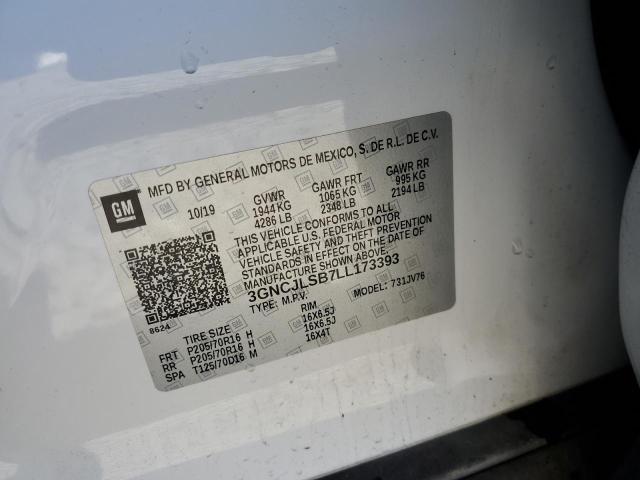 MFD BY GENERAL MOTORS DE MEXICO, S. DE R.L. DE C.V.
GM
10/19 GVWR GAWR FRT GAWR RR
1944 KG 1065 KG 995 KG
4286 LB 2348 LB 2194 LB
THIS VEHICLE CONFORMS TO ALL
APPLICABLE U.S. FEDERAL MOTOR
VEHICLE SAFETY AND THEFT PREVENTION
STANDARDS IN EFFECT ON THE DATE OF
MANUFACTURE SHOWN ABOVE.
3GNCJLSB7LL173393
8624 TYPE: M.P.V. MODEL: 731JV76
TIRE SIZE RIM
FRT P205/70R16 H 16X6.5J
RR P205/70R16 H 16X6.5J
SPA T125/70D16 M 16X4T